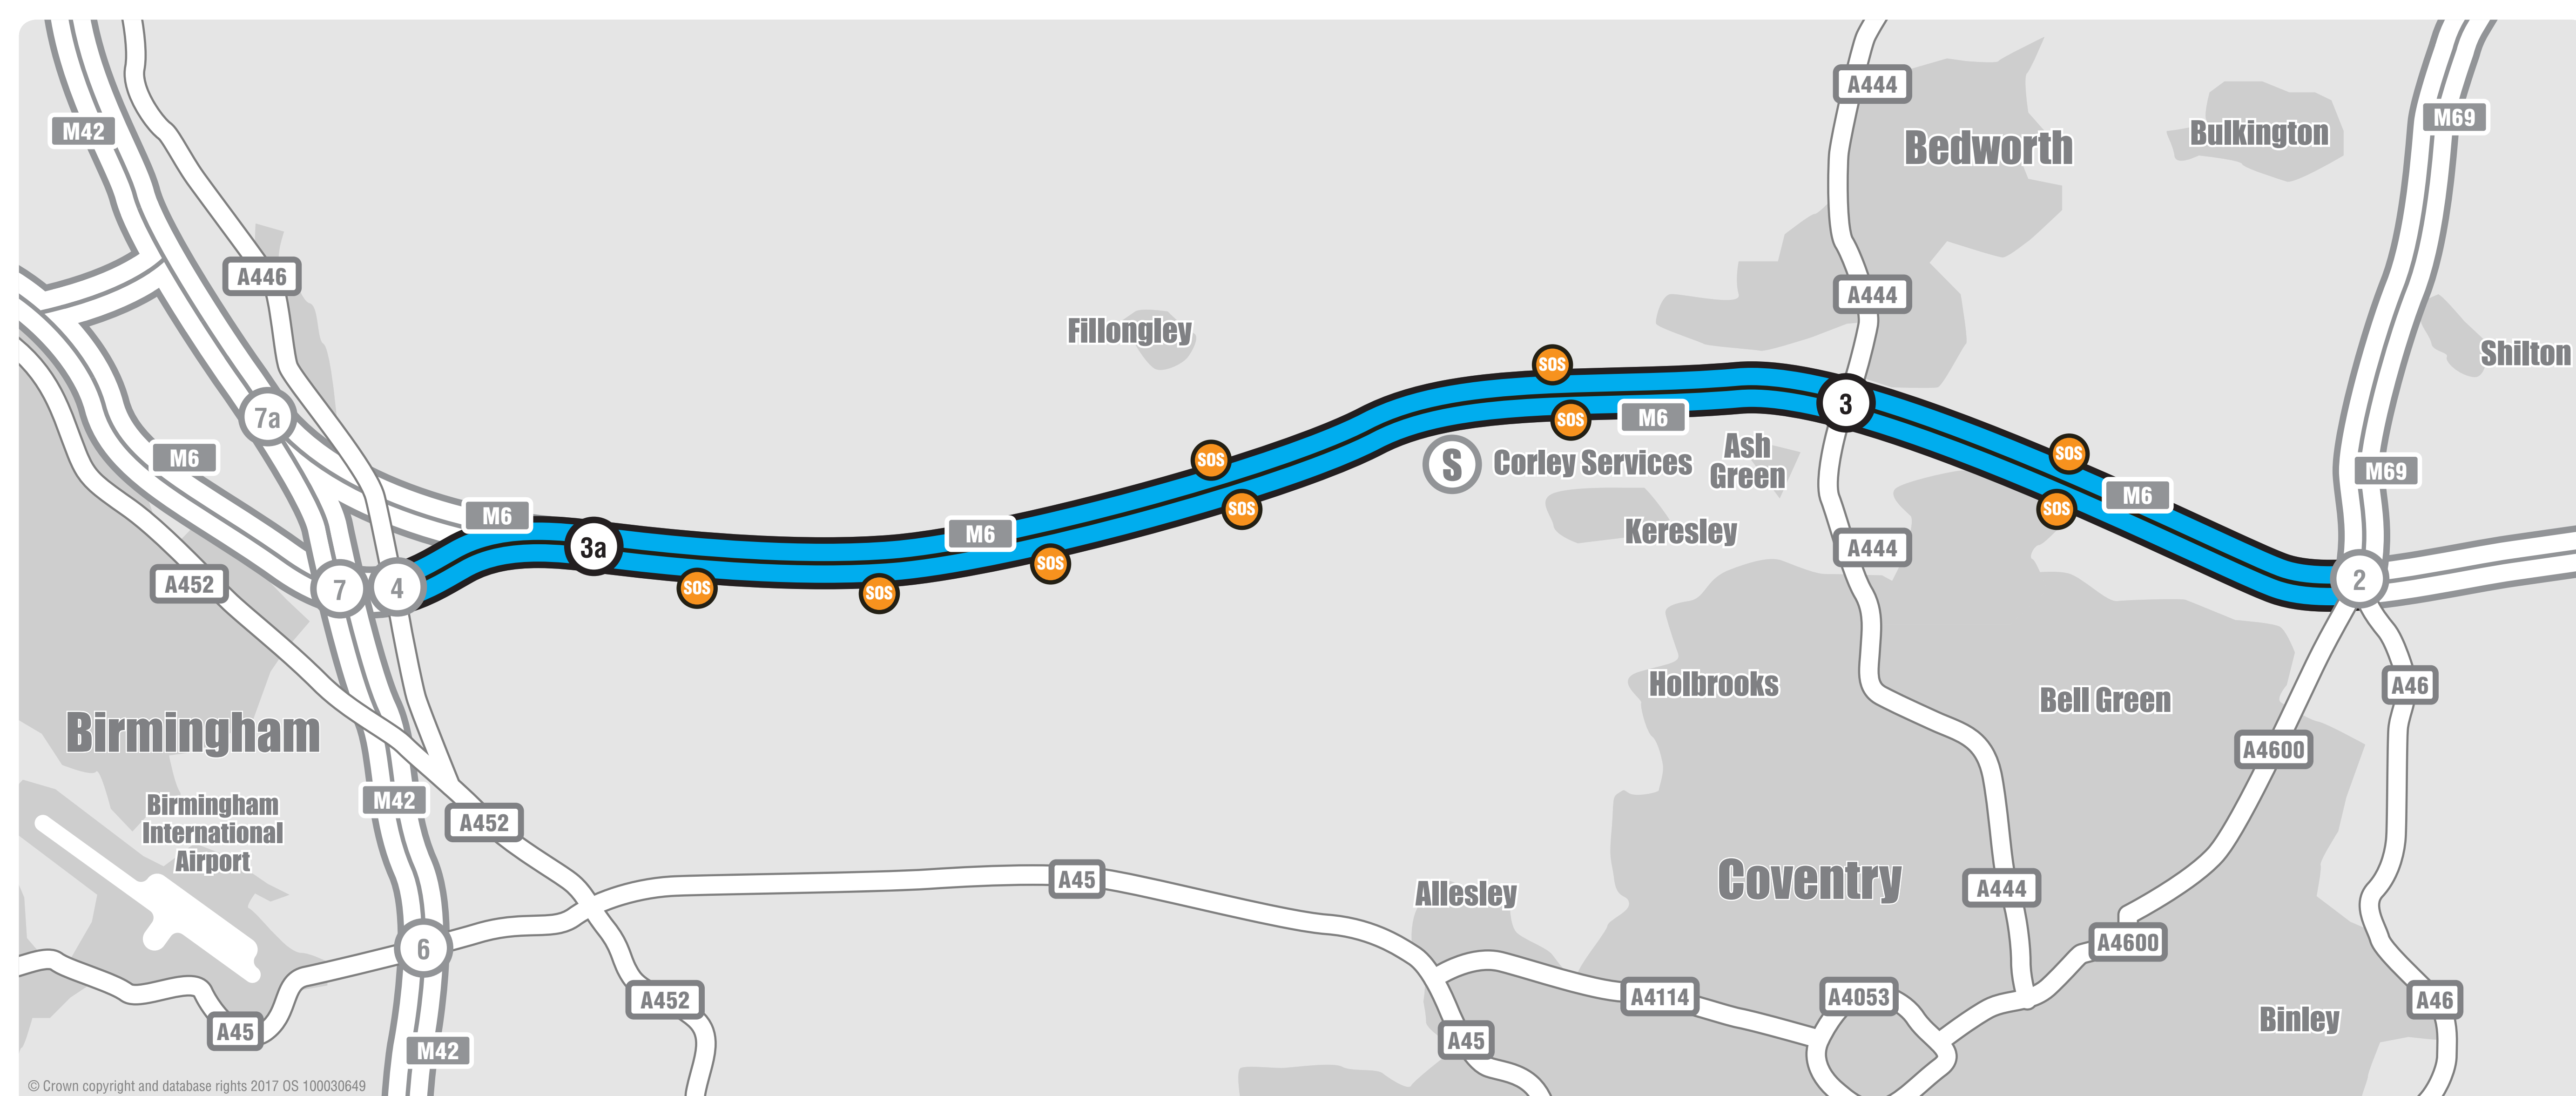 A444
M69
M42
Bulkington
Bedworth
A446
A444
Fillongley
Shilton
SOS
7a
3
SOS
M6
Ash
Green
SOS
M6
SOS
S
Corley Services
M69
M6
SOS
SOS
M6
Keresley
M6
3a
A444
SOS
A452
7
4
SOS
SOS
2
Holbrooks
A46
Bell Green
Birmingham
A4600
M42
Birmingham
International
Airport
A452
A45
Coventry
A444
Allesley
6
A4600
A452
A4114
A4053
A46
Binley
A45
A45
M42
© Crown copyright and database rights 2017 OS 100030649